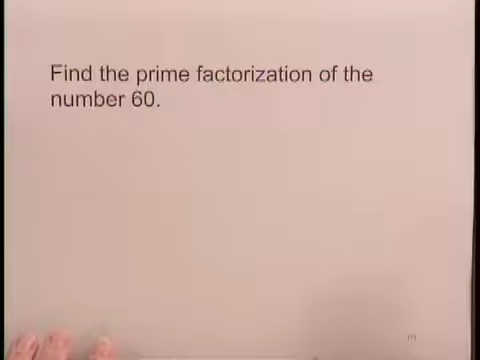 Find the prime factorization of the
number 60.